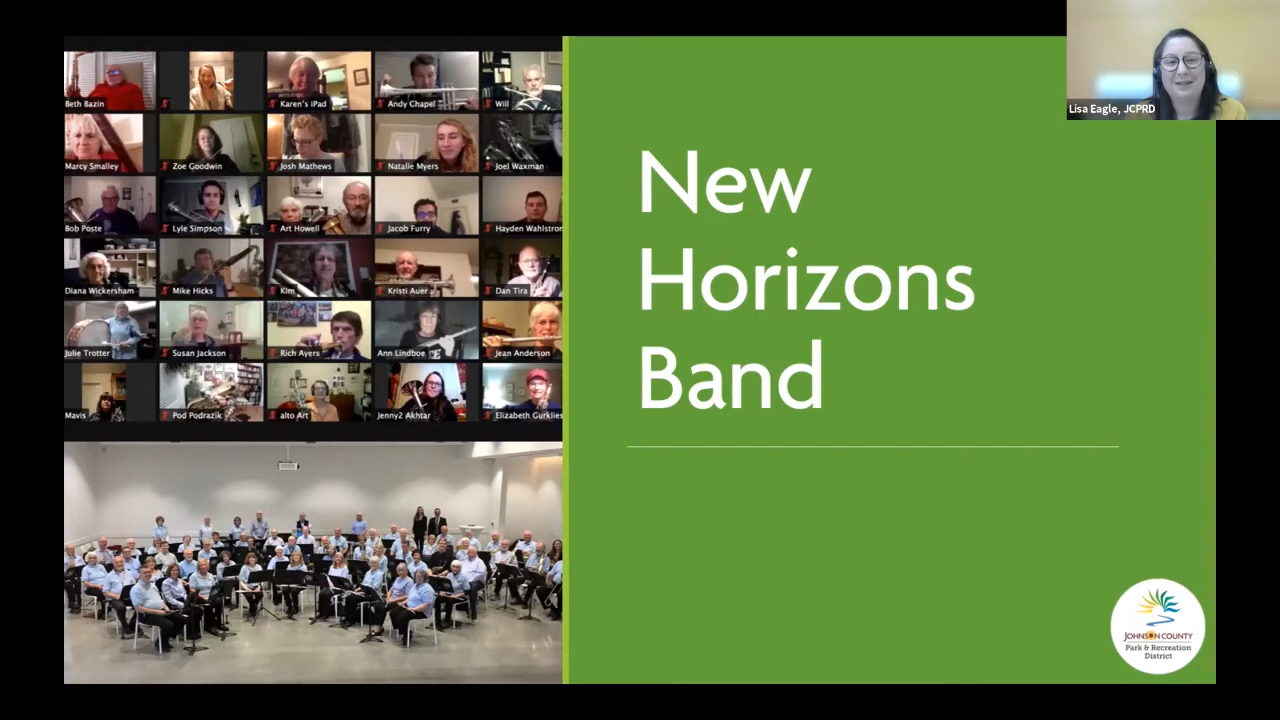 Beth Bazin
Karen's iPad
Andy Chapel
Will
Marcy Smalley
Zoe Goodwin
Josh Mathews
Natalie Myers
Joel Waxman
Bob Poste
Lyle Simpson
Art Howell
Jacob Furry
Hayden Wahlstro
Diana Wickersham
Mike Hicks
Kim
Kristi Auer
Dan Tira
Julie Trotter
Susan Jackson
Rich Ayers
Ann Lindboe
Jean Anderson
Mavis
Pod Podrazik
alto Art
Jenny2 Akhtar
Elizabeth Gurklies
Lisa Eagle, JCPRD
New
Horizons
Band
JOHNSON COUNTY
Park & Recreation
District